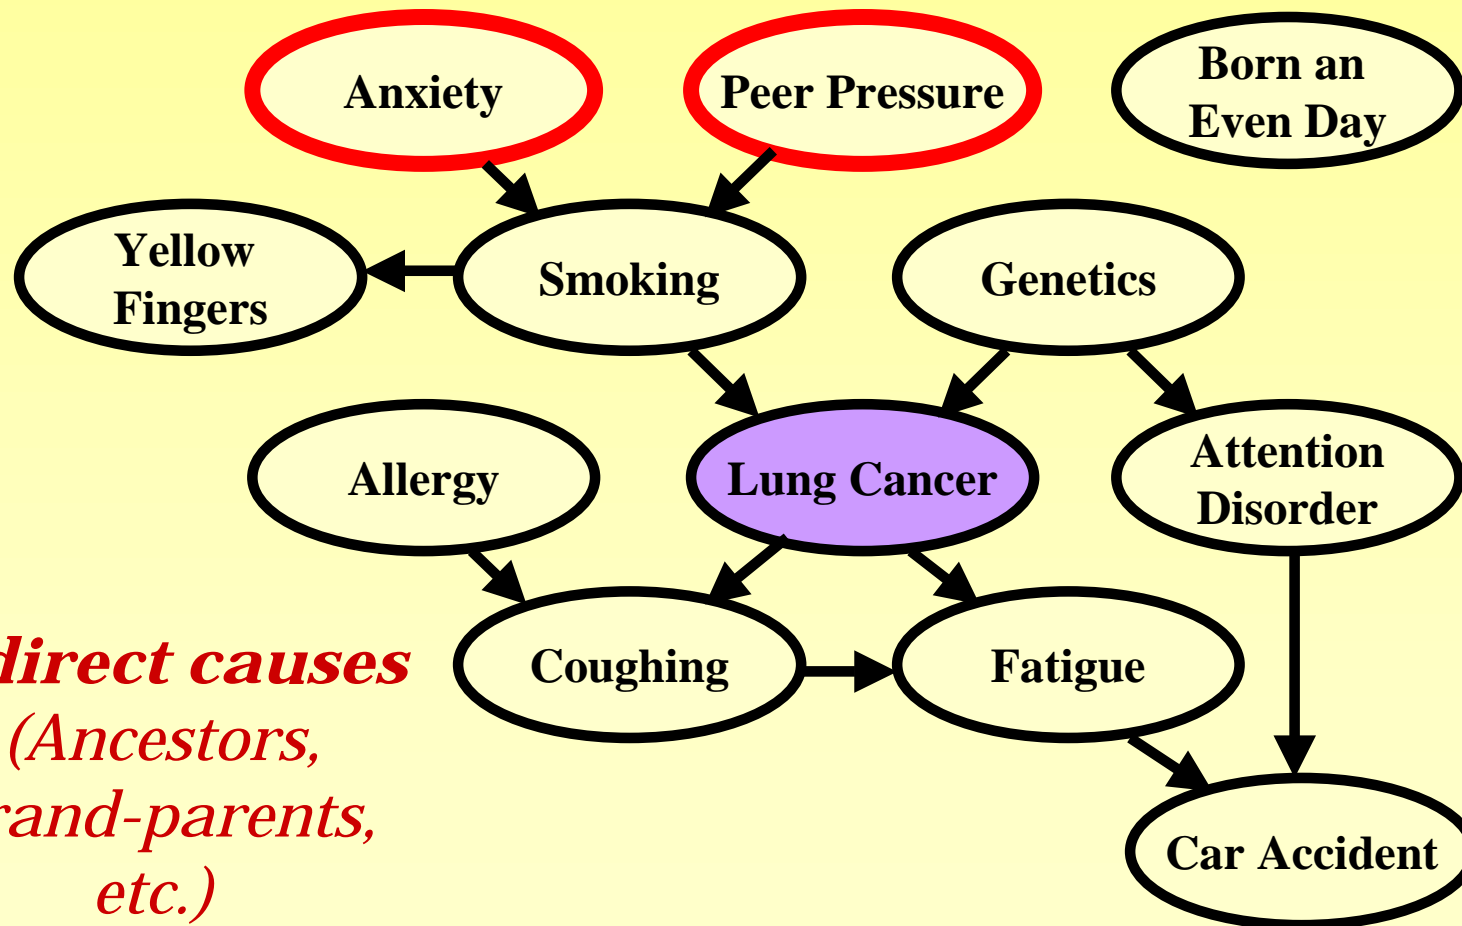 Anxiety
Peer Pressure
Born an
Even Day
Yellow
Fingers
Smoking
Genetics
Allergy
Lung Cancer
Attention
Disorder
direct causes
(Ancestors,
rand-parents,
etc.)
Coughing
Fatigue
Car Accident